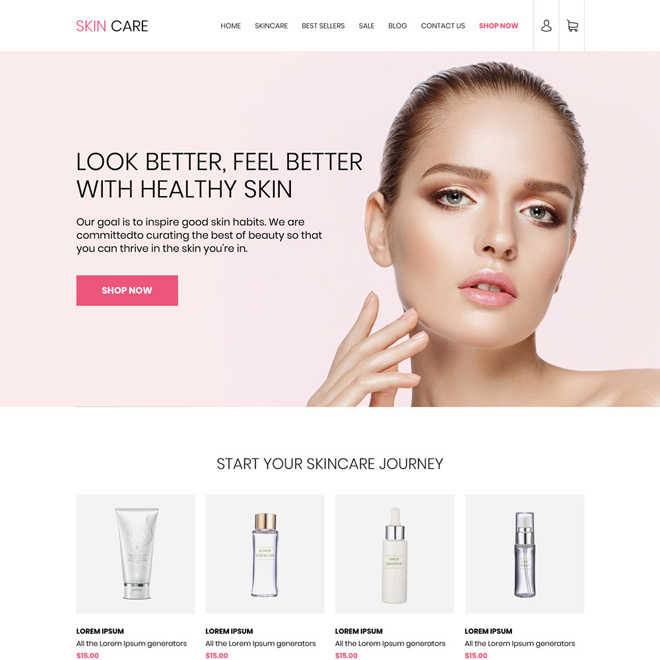 SKIN CARE
HOME SKINCARE BEST SELLERS SALE BLOG CONTACT US SHOP NOW
LOOK BETTER, FEEL BETTER
WITH HEALTHY SKIN
Our goal is to inspire good skin habits. We are
committedto curating the best of beauty so that
you can thrive in the skin you're in.
SHOP NOW
START YOUR SKINCARE JOURNEY
LOREM IPSUM LOREM IPSUM LOREM IPSUM LOREM IPSUM
All the Lorem Ipsum generators All the Lorem Ipsum generators All the Lorem Ipsum generators All the Lorem Ipsum generators
$15.00 $15.00 $15.00 $15.00